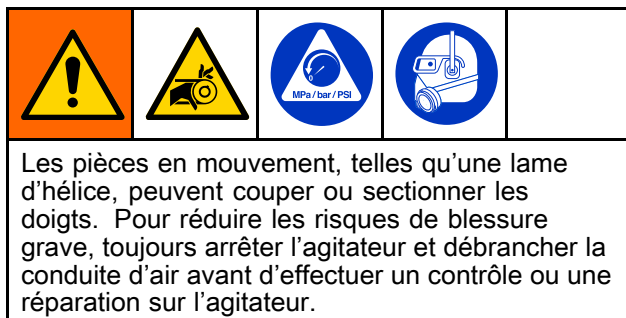 MPa / bar / PSI
Les pièces en mouvement, telles qu’une lame
d’hélice, peuvent couper ou sectionner les
doigts. Pour réduire les risques de blessure
grave, toujours arrêter l’agitateur et débrancher la
conduite d’air avant d’effectuer un contrôle ou une
réparation sur l’agitateur.